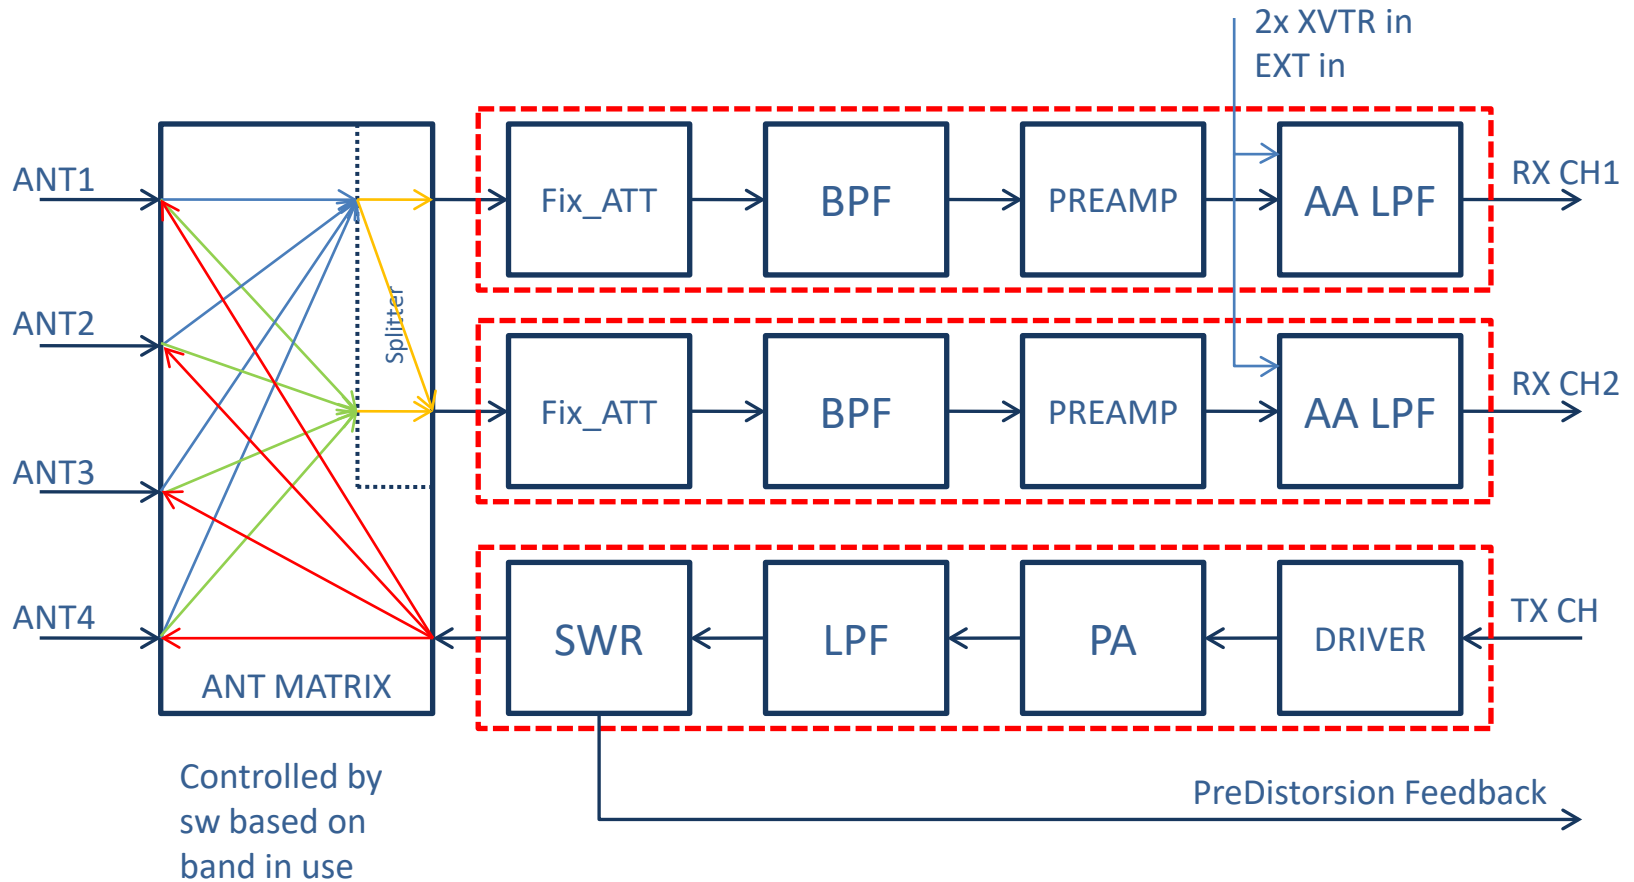 2x XVTR in
EXT in
ANT1
Fix_ATT
BPF
PREAMP
AA LPF
RX CH1
ANT2
Splitter
Fix_ATT
BPF
PREAMP
AA LPF
RX CH2
ANT3
ANT4
SWR
LPF
PA
DRIVER
TX CH
ANT MATRIX
Controlled by
sw based on
band in use
PreDistorsion Feedback